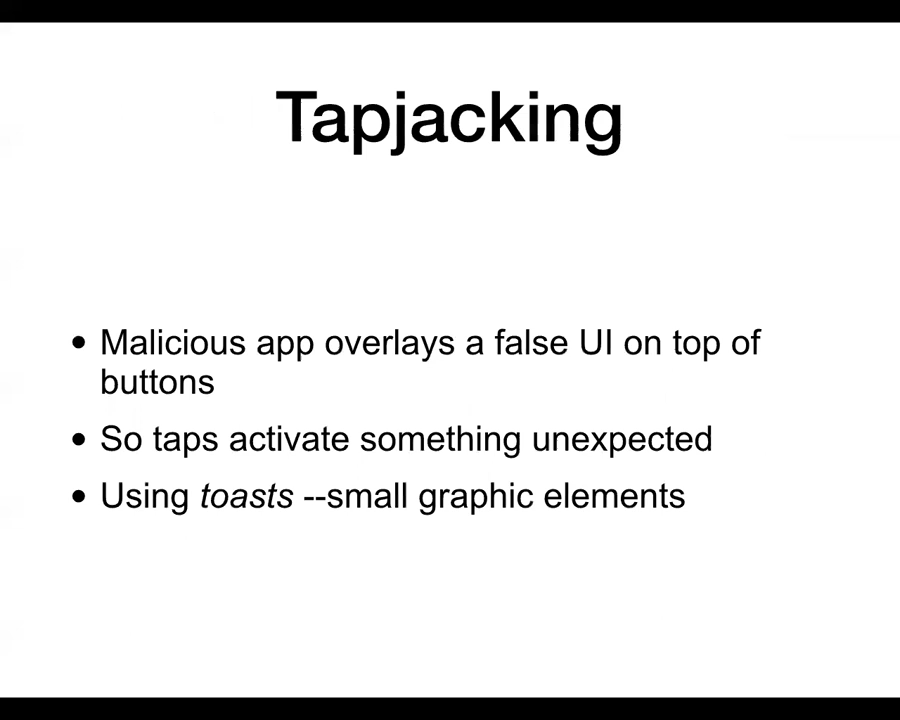 Tapjacking
• Malicious app overlays a false UI on top of
buttons
• So taps activate something unexpected
• Using toasts --small graphic elements